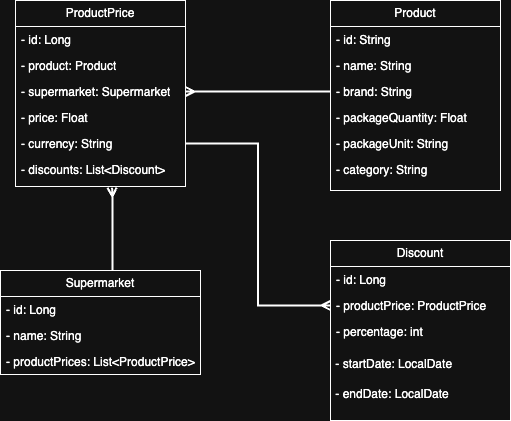 ProductPrice
- id: Long
- product: Product
- supermarket: Supermarket
- price: Float
- currency: String
- discounts: List<Discount>
Product
- id: String
- name: String
- brand: String
- packageQuantity: Float
- packageUnit: String
- category: String
Supermarket
- id: Long
- name: String
- productPrices: List<ProductPrice>
Discount
- id: Long
- productPrice: ProductPrice
- percentage: int
- startDate: LocalDate
- endDate: LocalDate